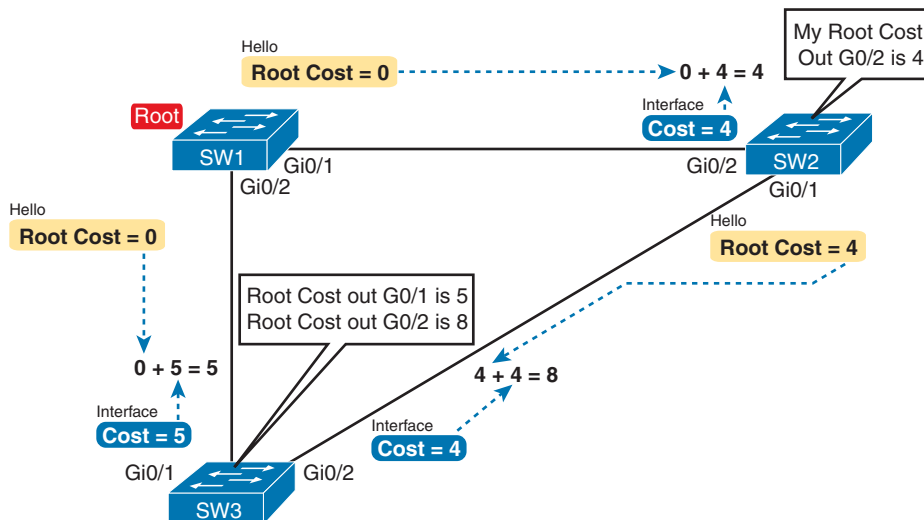 Hello
Root Cost = 0
0 + 4 = 4
My Root Cost
Out G0/2 is 4
Interface
Cost = 4
Root
SW1
Gi0/1
Gi0/2
Gi0/2
SW2
Gi0/1
Hello
Root Cost = 0
Hello
Root Cost = 4
Root Cost out G0/1 is 5
Root Cost out G0/2 is 8
0 + 5 = 5
4 + 4 = 8
Interface
Cost = 5
Interface
Cost = 4
Gi0/1
Gi0/2
SW3